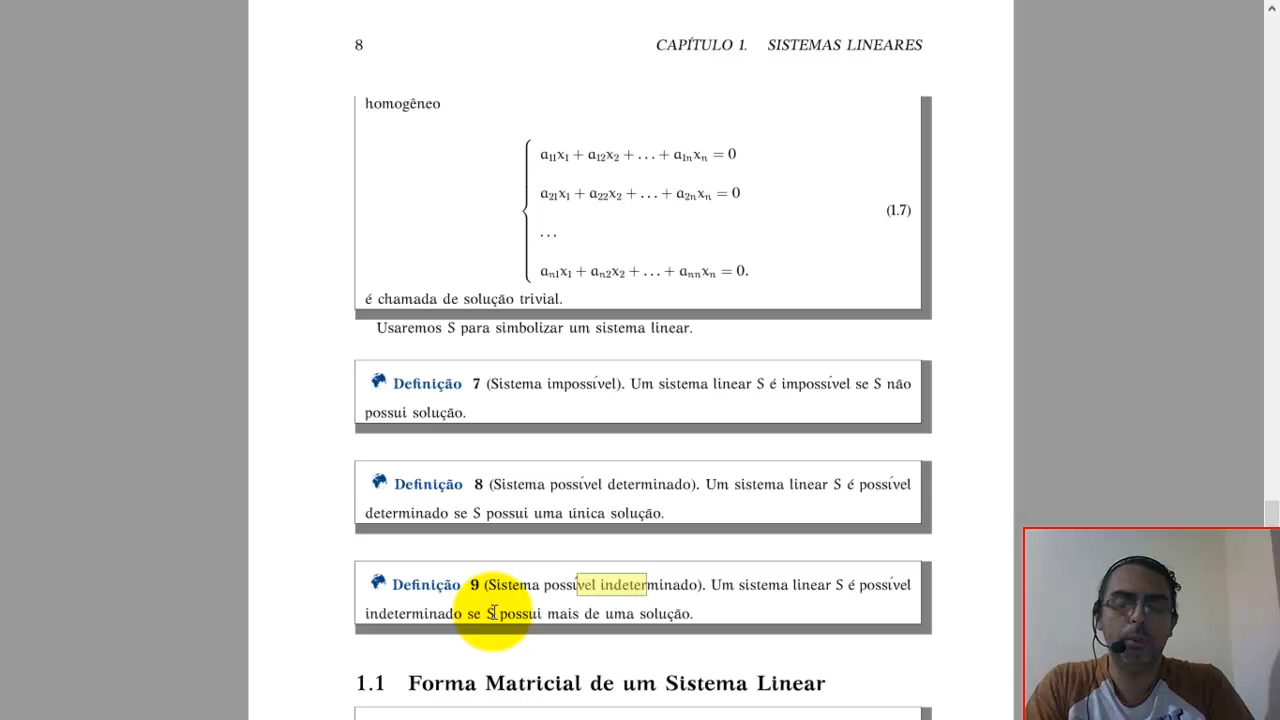 8 CAPÍTULO 1. SISTEMAS LINEARES
homogêneo
a11x1 + a12x2 + ... + a1nxn = 0
a21x1 + a22x2 + ... + a2nxn = 0
(1.7)
...
an1x1 + an2x2 + ... + annxn = 0.
é chamada de solução trivial.
Usaremos S para simbolizar um sistema linear.
Definição 7 (Sistema impossível). Um sistema linear S é impossível se S não
possui solução.
Definição 8 (Sistema possível determinado). Um sistema linear S é possível
determinado se S possui uma única solução.
Definição 9 (Sistema possível indeterminado). Um sistema linear S é possível
indeterminado se S possui mais de uma solução.
1.1 Forma Matricial de um Sistema Linear